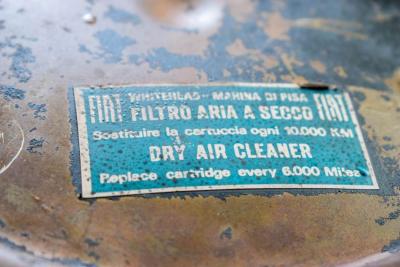 WHITERLAB - MARINA DI PISA
FIAT FILTRO ARIA A SECCO FIAT
Sostituire la cartuccia ogni 10.000 KM
DRY AIR CLEANER
Replace cartridge every 6.000 Miles